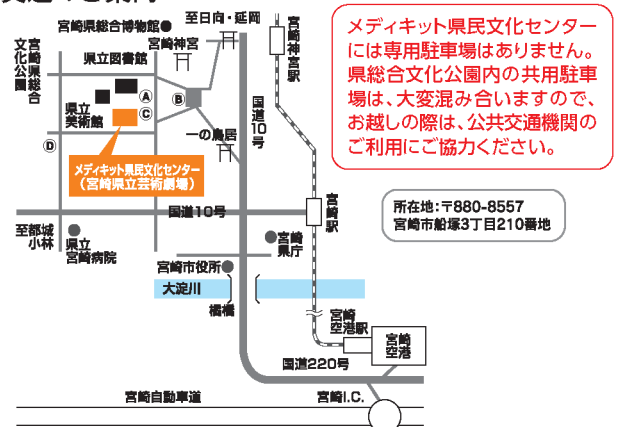 交通のご案内
宮崎県総合博物館
至日向・延岡
宮崎神宮
宮崎神宮駅
宮崎県総合
文化公園
県立図書館
県立
美術館
Ⓐ
Ⓑ
Ⓒ
Ⓓ
一の鳥居
国道10号
メディキット県民文化センター
(宮崎県立芸術劇場)
国道10号
宮崎駅
至都城
小林
県立
宮崎病院
宮崎
県庁
宮崎市役所
大淀川
橘橋
宮崎
空港駅
宮崎
空港
国道220号
宮崎自動車道
宮崎I.C.
メディキット県民文化センター
には専用駐車場はありません。
県総合文化公園内の共用駐車
場は、大変混み合いますので、
お越しの際は、公共交通機関の
ご利用にご協力ください。
所在地:〒880-8557
宮崎市船塚3丁目210番地